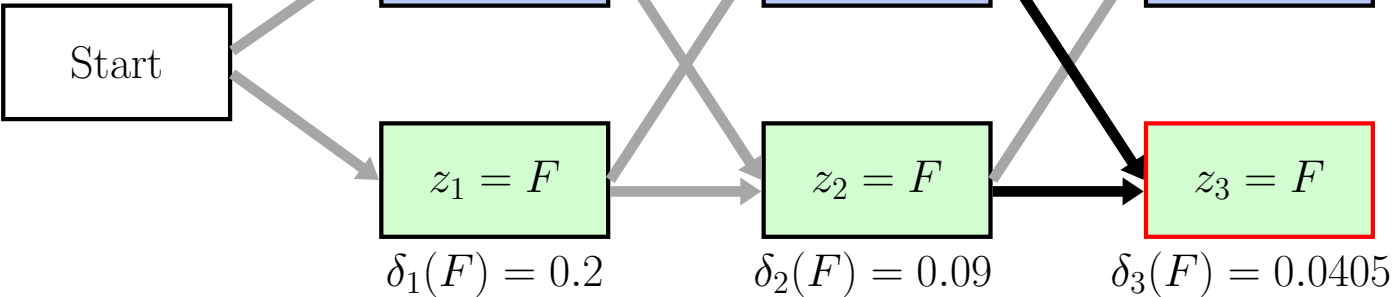 Start
z₁ = F
z₂ = F
z₃ = F
δ₁(F) = 0.2
δ₂(F) = 0.09
δ₃(F) = 0.0405